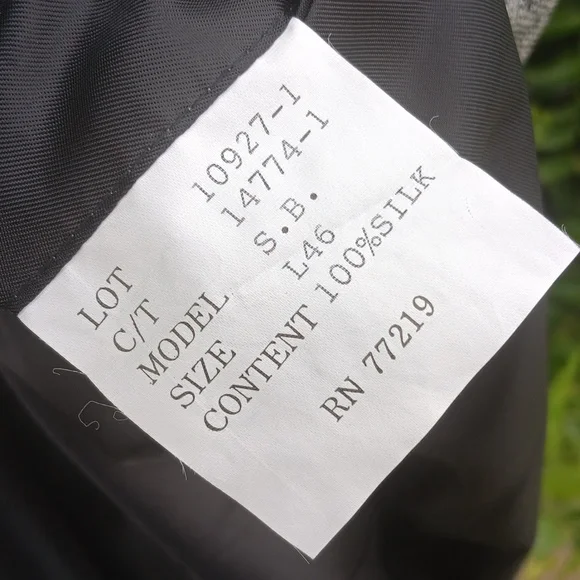 LOT 10927-1
C/T 14774-1
MODEL S.B.
SIZE L46
CONTENT 100%SILK
RN 77219